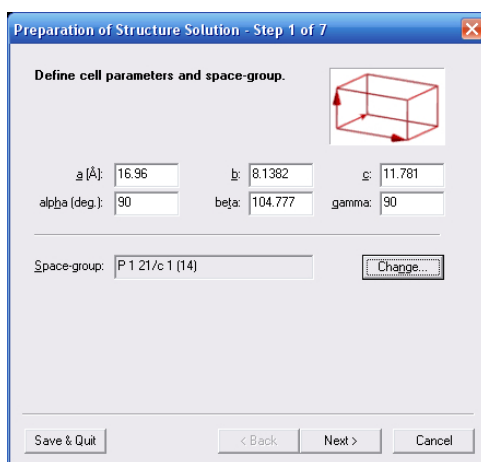 Preparation of Structure Solution - Step 1 of 7
Define cell parameters and space-group.
a [Å]: 16.96 b: 8.1382 c: 11.781
alpha (deg.): 90 beta: 104.777 gamma: 90
Space-group: P 1 21/c 1 (14) Change...
Save & Quit < Back Next > Cancel